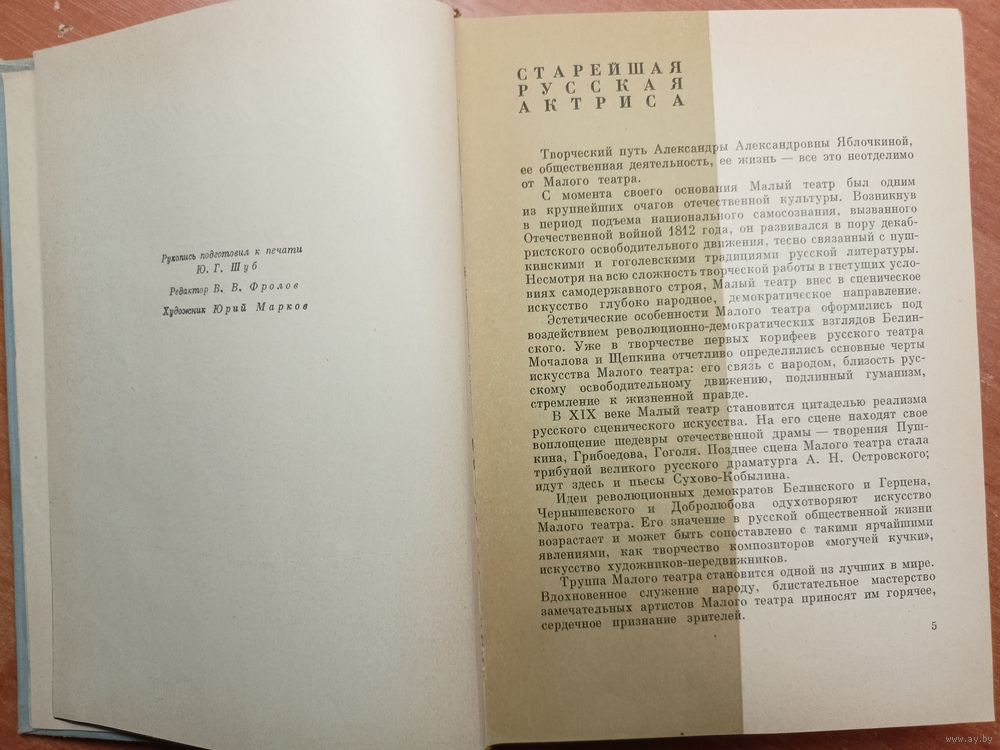 Рукопись подготовил к печати
Ю. Г. Шуб
Редактор В. В. Фролов
Художник Юрий Марков
СТАРЕЙШАЯ
РУССКАЯ
АКТРИСА
Творческий путь Александры Александровны Яблочкиной,
ее общественная деятельность, ее жизнь — все это неотделимо
от Малого театра.
С момента своего основания Малый театр был одним
из крупнейших очагов отечественной культуры. Возникнув
в период подъема национального самосознания, вызванного
Отечественной войной 1812 года, он развивался в пору декаб-
ристского освободительного движения, тесно связанный с пуш-
кинскими и гоголевскими традициями русской литературы.
Несмотря на всю сложность творческой работы в гнетущих усло-
виях самодержавного строя, Малый театр внес в сценическое
искусство глубоко народное, демократическое направление.
Эстетические особенности Малого театра оформились под
воздействием революционно-демократических взглядов Белин-
ского. Уже в творчестве первых корифеев русского театра
Мочалова и Щепкина отчетливо определились основные черты
искусства Малого театра: его связь с народом, близость рус-
скому освободительному движению, подлинный гуманизм,
стремление к жизненной правде.
В XIX веке Малый театр становится цитаделью реализма
русского сценического искусства. На его сцене находят свое
воплощение шедевры отечественной драмы — творения Пуш-
кина, Грибоедова, Гоголя. Позднее сцена Малого театра стала
трибуной великого русского драматурга А. Н. Островского;
идут здесь и пьесы Сухово-Кобылина.
Идеи революционных демократов Белинского и Герцена,
Чернышевского и Добролюбова одухотворяют искусство
Малого театра. Его значение в русской общественной жизни
возрастает и может быть сопоставлено с такими ярчайшими
явлениями, как творчество композиторов «могучей кучки»,
искусство художников-передвижников.
Труппа Малого театра становится одной из лучших в мире.
Вдохновенное служение народу, блистательное мастерство
замечательных артистов Малого театра приносят им горячее,
сердечное признание зрителей.
5
www.ay.by